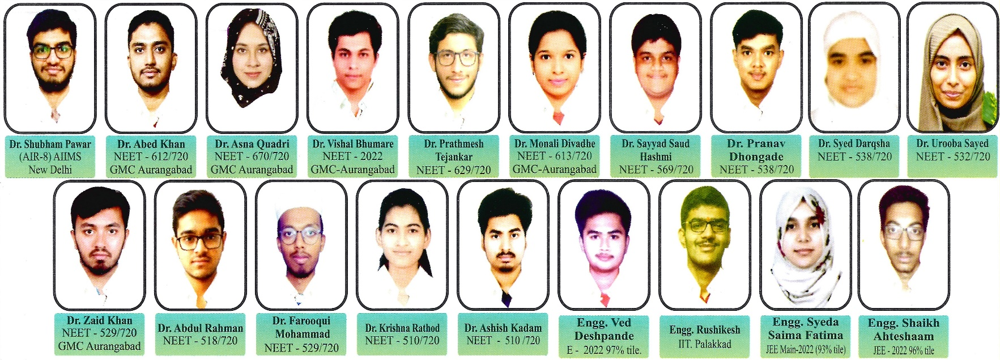 Dr. Shubham Pawar
(AIR-8) AIIMS
New Delhi
Dr. Abed Khan
NEET - 612/720
GMC Aurangabad
Dr. Asna Quadri
NEET - 670/720
GMC Aurangabad
Dr. Vishal Bhumare
NEET - 2022
GMC-Aurangabad
Dr. Prathmesh
Tejankar
NEET - 629/720
Dr. Monali Divadhe
NEET - 613/720
GMC-Aurangabad
Dr. Sayyad Saud
Hashmi
NEET - 569/720
Dr. Pranav
Dhongade
NEET - 538/720
Dr. Syed Darqsha
NEET - 538/720
Dr. Urooba Sayed
NEET - 532/720
Dr. Zaid Khan
NEET - 529/720
GMC Aurangabad
Dr. Abdul Rahman
NEET - 518/720
Dr. Farooqui
Mohammad
NEET - 529/720
Dr. Krishna Rathod
NEET - 510/720
Dr. Ashish Kadam
NEET - 510 /720
Engg. Ved
Deshpande
E - 2022 97% tile.
Engg. Rushikesh
IIT. Palakkad
Engg. Syeda
Saima Fatima
JEE Main-2022 (93% tile)
Engg. Shaikh
Ahteshaam
JEE - 2022 96% tile